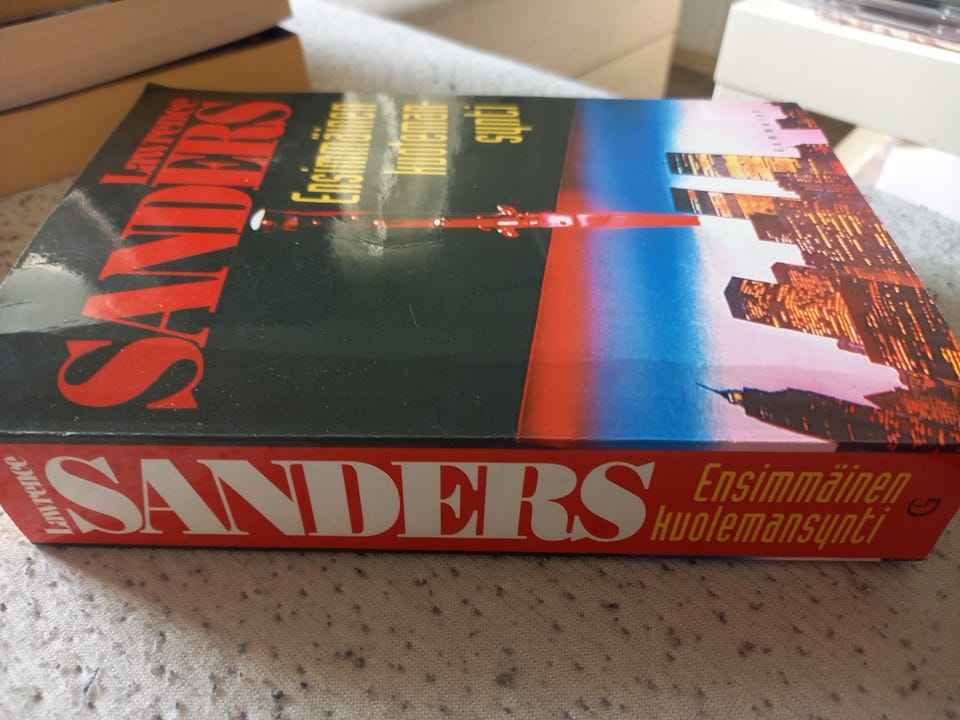 Lawrence
SANDERS
Ensimmäinen
kuoleman-
synti
Lawrence
SANDERS
Ensimmäinen
kuolemansynti